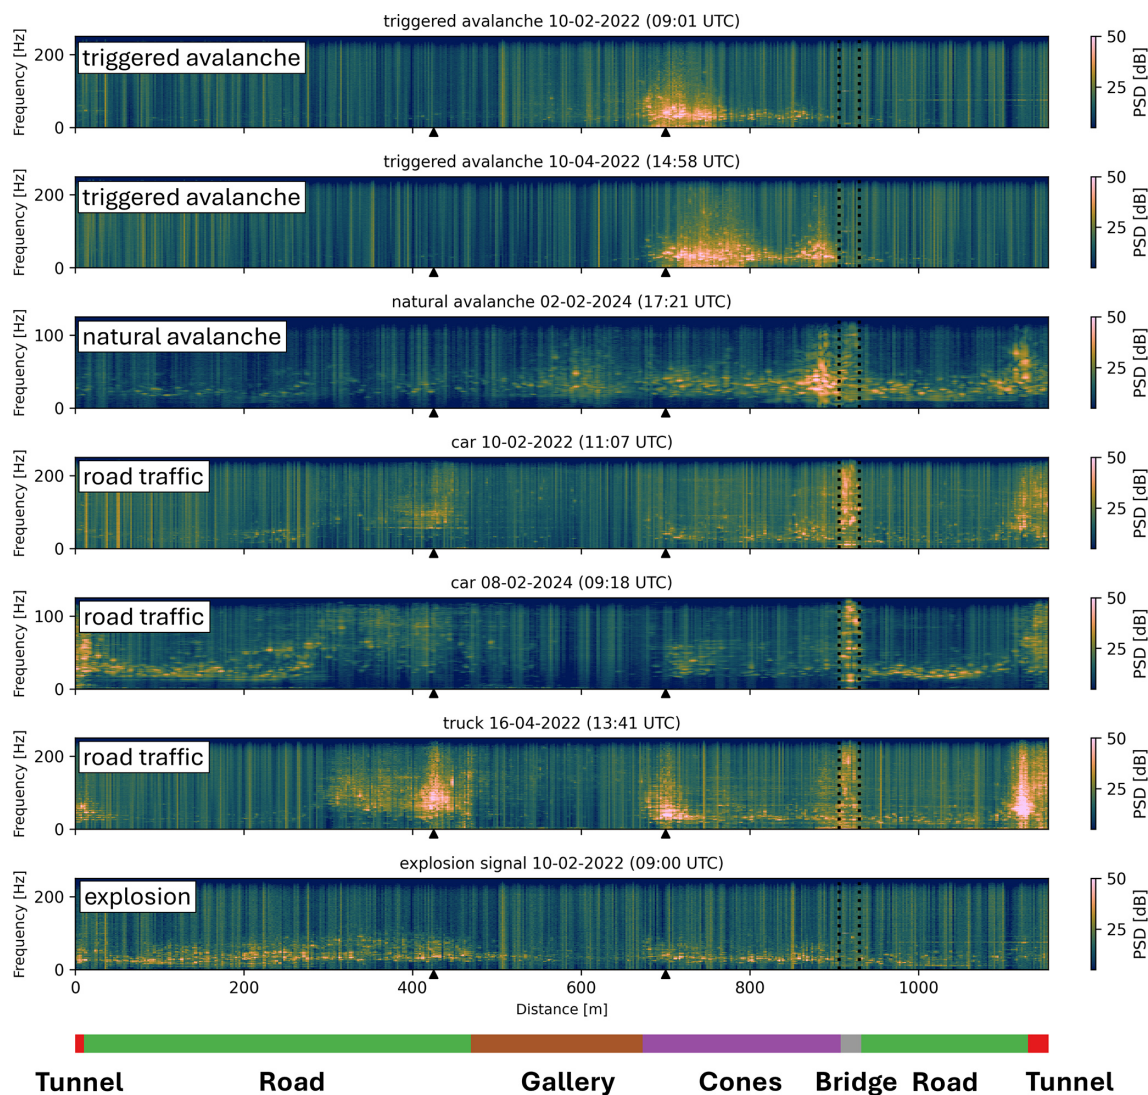 triggered avalanche 10-02-2022 (09:01 UTC)
triggered avalanche
Frequency [Hz]
200
0
50
25
PSD [dB]
triggered avalanche 10-04-2022 (14:58 UTC)
triggered avalanche
Frequency [Hz]
200
0
50
25
PSD [dB]
natural avalanche 02-02-2024 (17:21 UTC)
natural avalanche
Frequency [Hz]
100
0
50
25
PSD [dB]
car 10-02-2022 (11:07 UTC)
road traffic
Frequency [Hz]
200
0
50
25
PSD [dB]
car 08-02-2024 (09:18 UTC)
road traffic
Frequency [Hz]
100
0
50
25
PSD [dB]
truck 16-04-2022 (13:41 UTC)
road traffic
Frequency [Hz]
200
0
50
25
PSD [dB]
explosion signal 10-02-2022 (09:00 UTC)
explosion
Frequency [Hz]
200
0
50
25
PSD [dB]
0 200 400 600 800 1000
Distance [m]
Tunnel Road Gallery Cones Bridge Road Tunnel